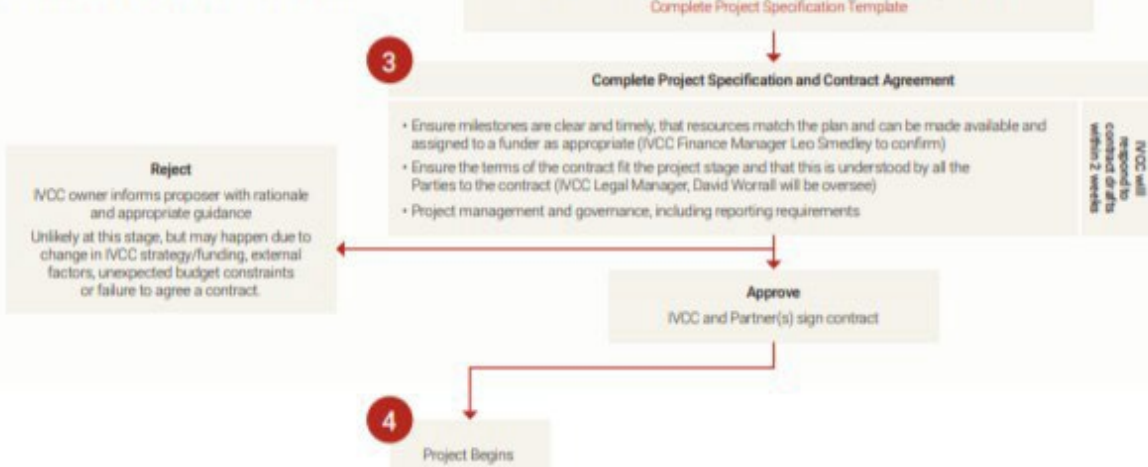 Complete Project Specification Template
3
Complete Project Specification and Contract Agreement
• Ensure milestones are clear and timely, that resources match the plan and can be made available and
assigned to a funder as appropriate (IVCC Finance Manager Leo Smedley to confirm)
• Ensure the terms of the contract fit the project stage and that this is understood by all the
Parties to the contract (IVCC Legal Manager, David Worrall will be oversee)
• Project management and governance, including reporting requirements
IVCC will
respond to
contract drafts
within 2 weeks
Reject
IVCC owner informs proposer with rationale
and appropriate guidance
Unlikely at this stage, but may happen due to
change in IVCC strategy/funding, external
factors, unexpected budget constraints
or failure to agree a contract.
Approve
IVCC and Partner(s) sign contract
4
Project Begins